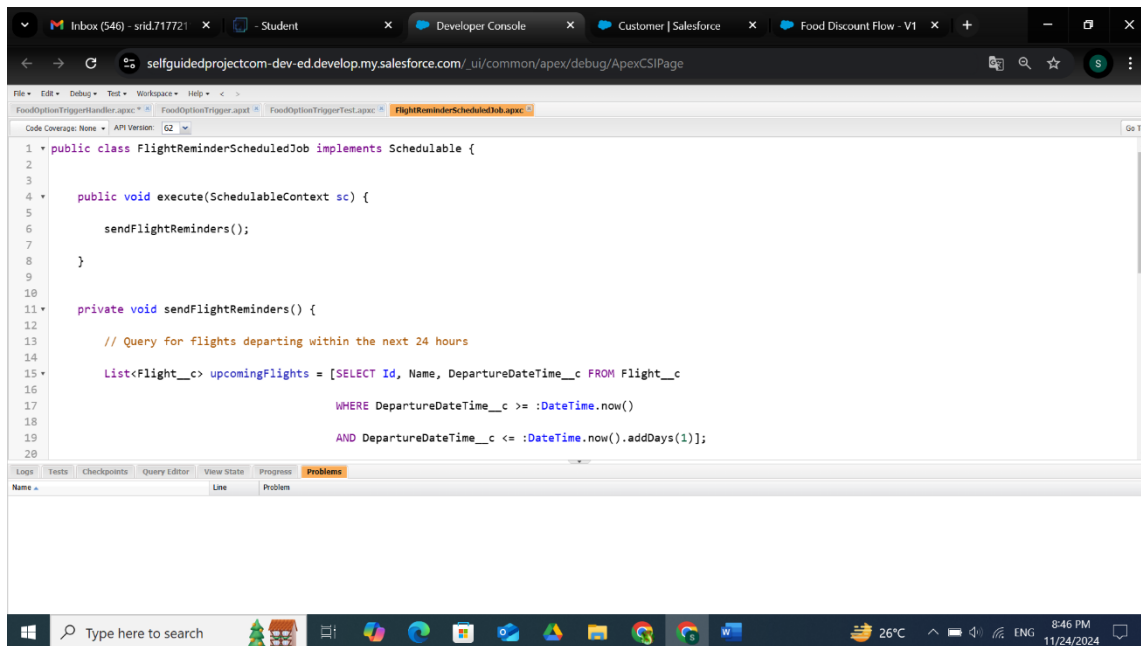 Inbox (546) - srid.717721
- Student
Developer Console
Customer | Salesforce
Food Discount Flow - V1
selfguidedprojectcom-dev-ed.develop.my.salesforce.com/_ui/common/apex/debug/ApexCSIPage
S
File Edit Debug Test Workspace Help < >
FoodOptionTriggerHandler.apxc * FoodOptionTrigger.apxt FoodOptionTriggerTest.apxc FlightReminderScheduledJob.apxc
Code Coverage: None API Version: 62 Go T
1 public class FlightReminderScheduledJob implements Schedulable {
2
3
4 public void execute(SchedulableContext sc) {
5
6 sendFlightReminders();
7
8 }
9
10
11 private void sendFlightReminders() {
12
13 // Query for flights departing within the next 24 hours
14
15 List<Flight__c> upcomingFlights = [SELECT Id, Name, DepartureDateTime__c FROM Flight__c
16
17 WHERE DepartureDateTime__c >= :DateTime.now()
18
19 AND DepartureDateTime__c <= :DateTime.now().addDays(1)];
20
Logs Tests Checkpoints Query Editor View State Progress Problems
Name Line Problem
Type here to search
26°C
ENG
8:46 PM
11/24/2024